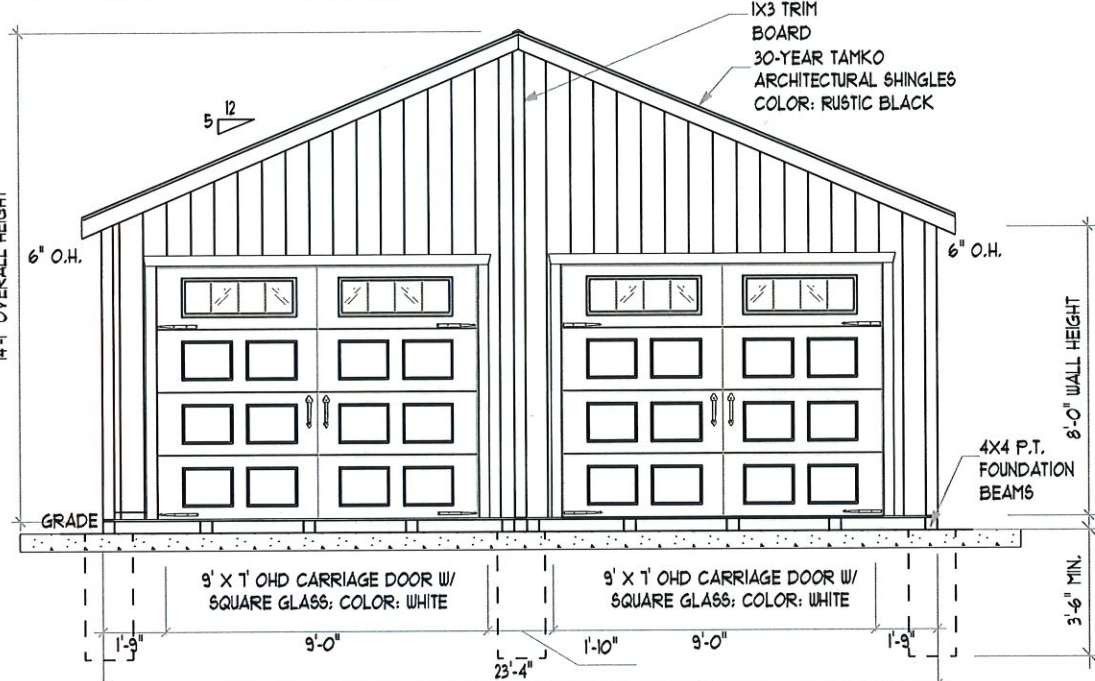 1X3 TRIM
BOARD
30-YEAR TAMKO
ARCHITECTURAL SHINGLES
COLOR: RUSTIC BLACK
12
5
OVERALL HEIGHT
6" O.H.
6" O.H.
8'-0" WALL HEIGHT
4X4 P.T.
FOUNDATION
BEAMS
GRADE
9' X 7' OHD CARRIAGE DOOR W/
SQUARE GLASS; COLOR: WHITE
9' X 7' OHD CARRIAGE DOOR W/
SQUARE GLASS; COLOR: WHITE
3'-6" MIN.
1'-9"
9'-0"
1'-10"
9'-0"
1'-9"
23'-4"